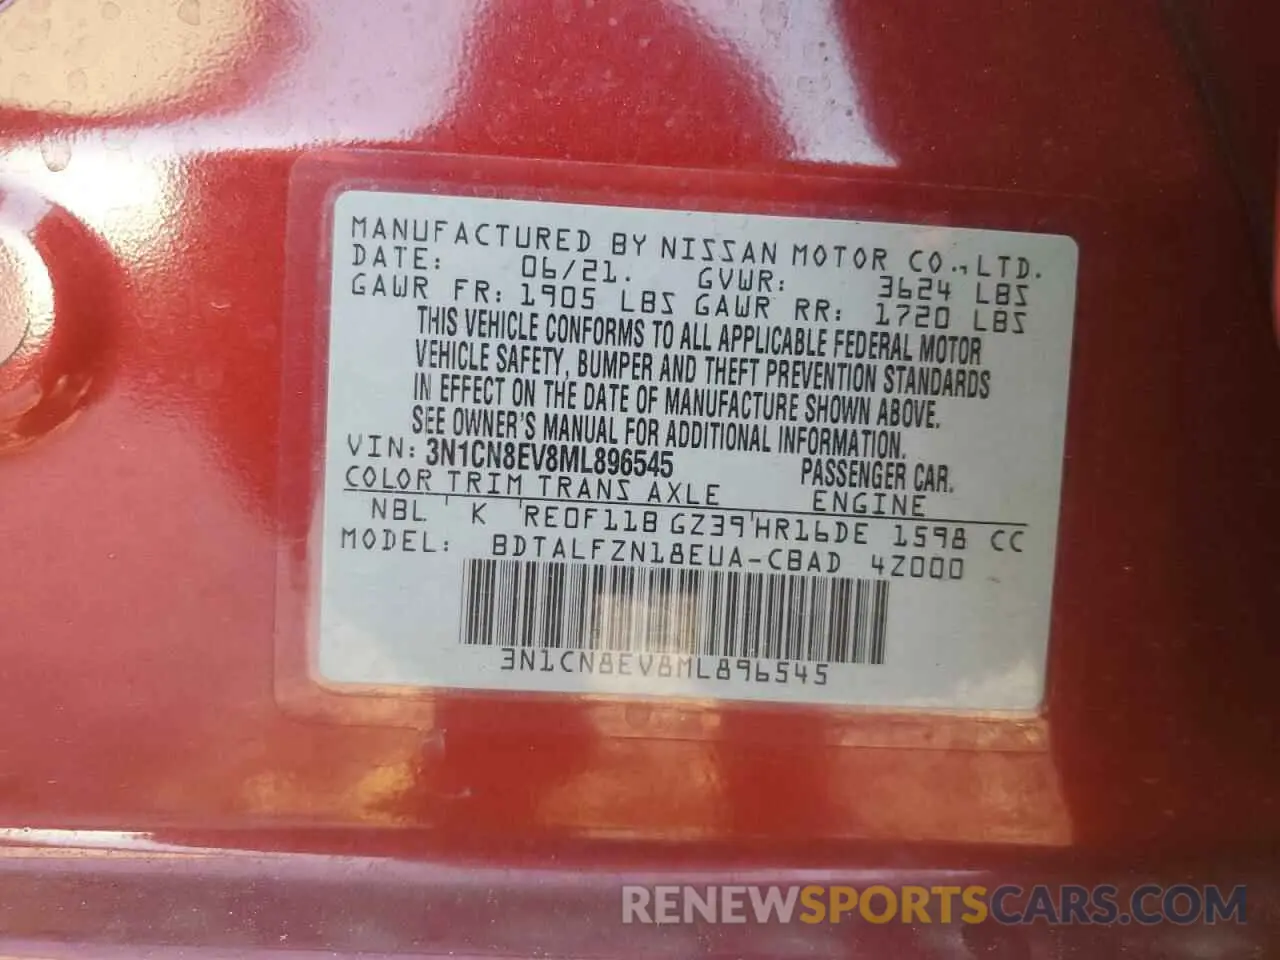 MANUFACTURED BY NISSAN MOTOR CO.,LTD.
DATE: 06/21. GVWR: 3624 LBS
GAWR FR: 1905 LBS GAWR RR: 1720 LBS
THIS VEHICLE CONFORMS TO ALL APPLICABLE FEDERAL MOTOR
VEHICLE SAFETY, BUMPER AND THEFT PREVENTION STANDARDS
IN EFFECT ON THE DATE OF MANUFACTURE SHOWN ABOVE.
SEE OWNER'S MANUAL FOR ADDITIONAL INFORMATION.
VIN: 3N1CN8EV8ML896545 PASSENGER CAR.
COLOR TRIM TRANS AXLE ENGINE
NBL K RE0F11B GZ39 HR16DE 1598 CC
MODEL: BDTALFZN18EUA-CBAD 4Z000
3N1CN8EV8ML896545
RENEWSPORTSCARS.COM